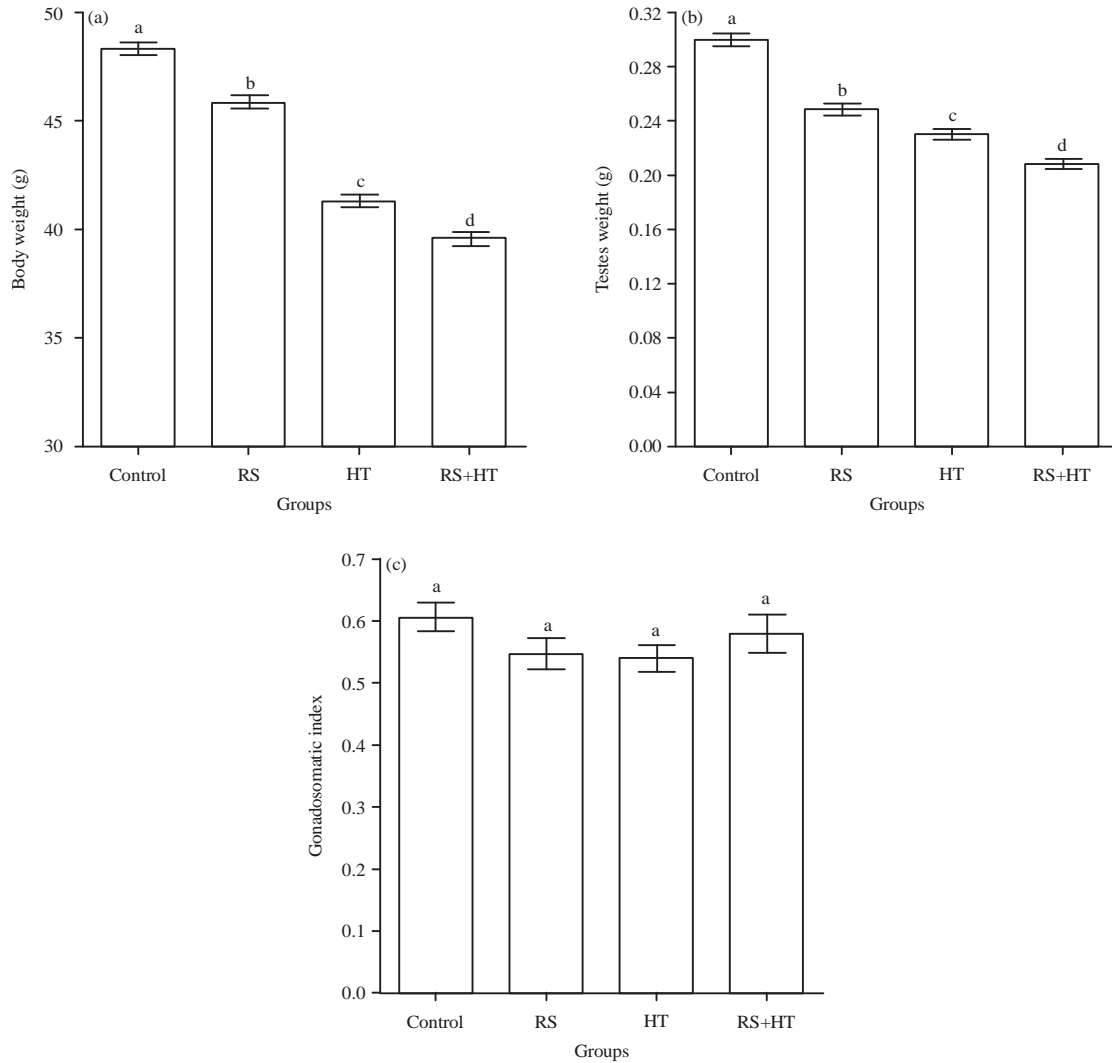 (a)
50
45
40
35
30
Body weight (g)
a
b
c
d
Control RS HT RS+HT
Groups
(b)
0.32
0.28
0.24
0.20
0.16
0.12
0.08
0.04
0.00
Testes weight (g)
a
b
c
d
Control RS HT RS+HT
Groups
(c)
0.7
0.6
0.5
0.4
0.3
0.2
0.1
0.0
Gonadosomatic index
a
a
a
a
Control RS HT RS+HT
Groups